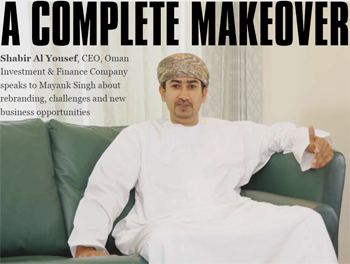 A COMPLETE MAKEOVER
Shabir Al Yousef, CEO, Oman
Investment & Finance Company
speaks to Mayank Singh about
rebranding, challenges and new
business opportunities